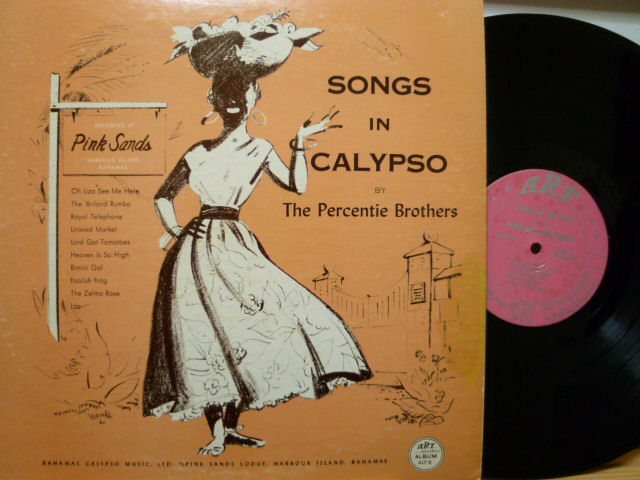 SONGS
IN
CALYPSO
BY
The Percentie Brothers
RECORDED AT
Pink Sands
HARBOUR ISLAND
BAHAMAS
Oh Liza See Me Here
The 'Briland Rumba
Royal Telephone
Linseed Market
Lord Got Tomatoes
Heaven Is So High
Bimini Gal
Foolish Frog
The Zelma Rose
ART
RECORDS
ALBUM
BAHAMAS CALYPSO MUSIC, LTD. PINK SANDS LODGE, HARBOUR ISLAND, BAHAMAS
ART